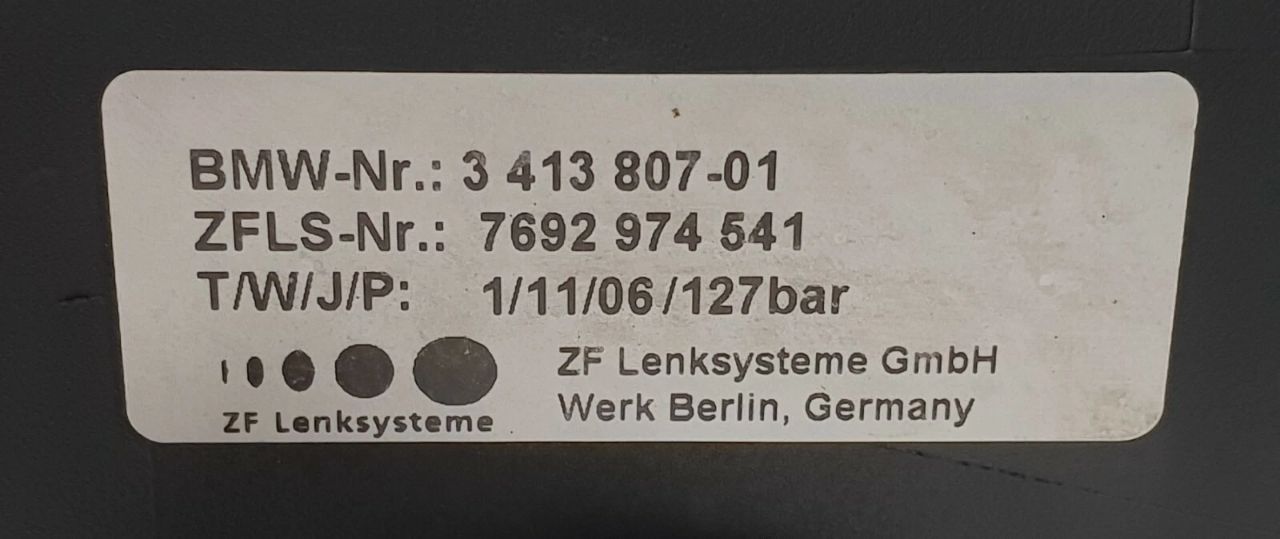 BMW-Nr.: 3 413 807-01
ZFLS-Nr.: 7692 974 541
T/W/J/P: 1/11/06/127bar
ZF Lenksysteme
ZF Lenksysteme GmbH
Werk Berlin, Germany